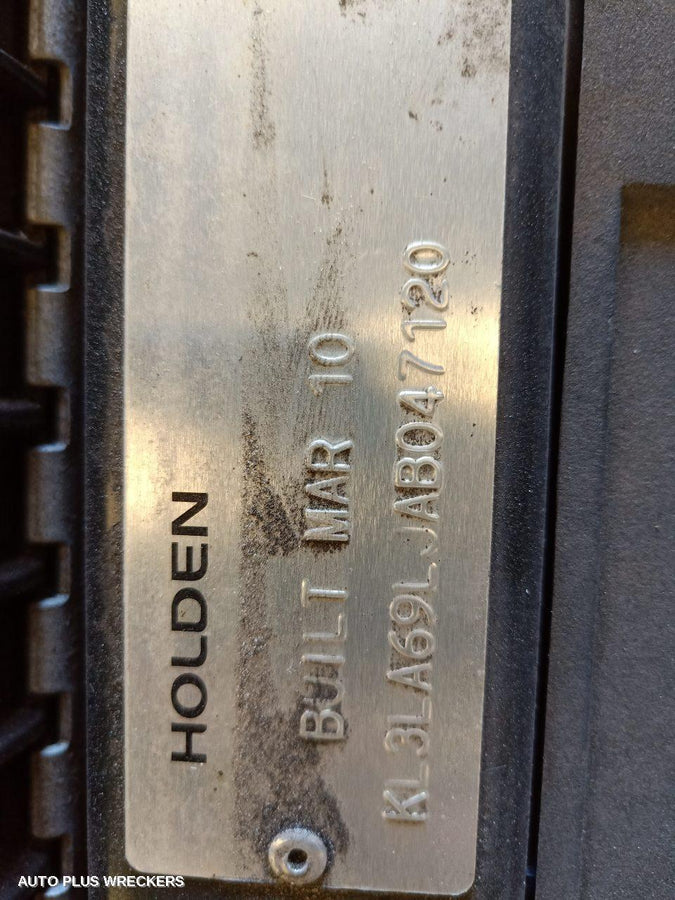 HOLDEN
BUILT MAR 10
KL3LA69LJAB047120
AUTO PLUS WRECKERS